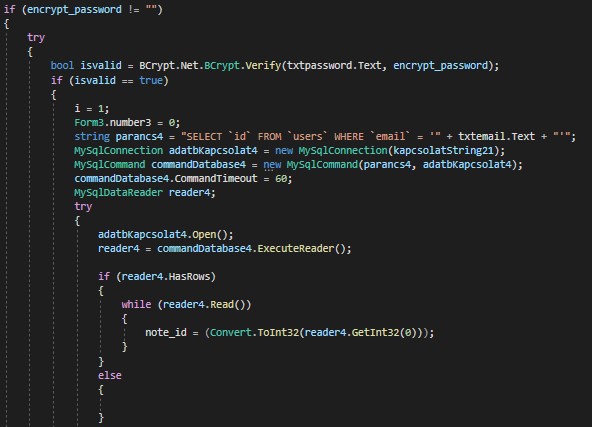 if (encrypt_password != "")
{
try
{
bool isvalid = BCrypt.Net.BCrypt.Verify(txtpassword.Text, encrypt_password);
if (isvalid == true)
{
i = 1;
Form3.number3 = 0;
string parancs4 = "SELECT `id` FROM `users` WHERE `email` = '" + txtemail.Text + "'";
MySqlConnection adatbKapcsolat4 = new MySqlConnection(kapcsolatString21);
MySqlCommand commandDatabase4 = new MySqlCommand(parancs4, adatbKapcsolat4);
commandDatabase4.CommandTimeout = 60;
MySqlDataReader reader4;
try
{
adatbKapcsolat4.Open();
reader4 = commandDatabase4.ExecuteReader();
if (reader4.HasRows)
{
while (reader4.Read())
{
note_id = (Convert.ToInt32(reader4.GetInt32(0)));
}
}
else
{
}